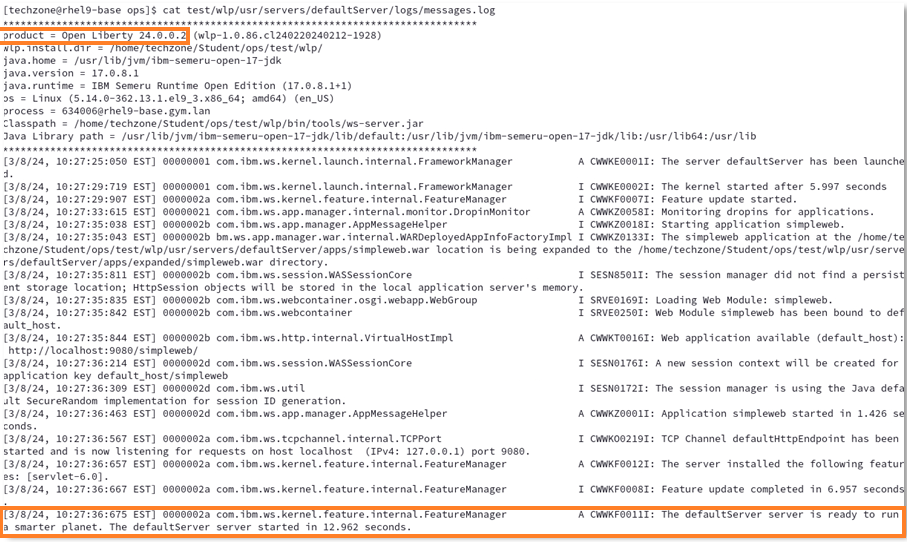 [techzone@rhel9-base ops]$ cat test/wlp/usr/servers/defaultServer/logs/messages.log
********************************************************************************
product = Open Liberty 24.0.0.2 (wlp-1.0.86.cl240220240212-1928)
wlp.install.dir = /home/techzone/Student/ops/test/wlp/
java.home = /usr/lib/jvm/ibm-semeru-open-17-jdk
java.version = 17.0.8.1
java.runtime = IBM Semeru Runtime Open Edition (17.0.8.1+1)
os = Linux (5.14.0-362.13.1.el9_3.x86_64; amd64) (en_US)
process = 634006@rhel9-base.gym.lan
Classpath = /home/techzone/Student/ops/test/wlp/bin/tools/ws-server.jar
Java Library path = /usr/lib/jvm/ibm-semeru-open-17-jdk/lib/default:/usr/lib/jvm/ibm-semeru-open-17-jdk/lib:/usr/lib64:/usr/lib
********************************************************************************
[3/8/24, 10:27:25:050 EST] 00000001 com.ibm.ws.kernel.launch.internal.FrameworkManager A CWWKE0001I: The server defaultServer has been launche
d.
[3/8/24, 10:27:29:719 EST] 00000001 com.ibm.ws.kernel.launch.internal.FrameworkManager I CWWKE0002I: The kernel started after 5.997 seconds
[3/8/24, 10:27:29:907 EST] 0000002a com.ibm.ws.kernel.feature.internal.FeatureManager I CWWKF0007I: Feature update started.
[3/8/24, 10:27:33:615 EST] 00000021 com.ibm.ws.app.manager.internal.monitor.DropinMonitor A CWWKZ0058I: Monitoring dropins for applications.
[3/8/24, 10:27:35:038 EST] 0000002b com.ibm.ws.app.manager.AppMessageHelper I CWWKZ0018I: Starting application simpleweb.
[3/8/24, 10:27:35:043 EST] 0000002b bm.ws.app.manager.war.internal.WARDeployedAppInfoFactoryImpl I CWWKZ0133I: The simpleweb application at the /home/te
chzone/Student/ops/test/wlp/usr/servers/defaultServer/apps/simpleweb.war location is being expanded to the /home/techzone/Student/ops/test/wlp/usr/serve
rs/defaultServer/apps/expanded/simpleweb.war directory.
[3/8/24, 10:27:35:811 EST] 0000002b com.ibm.ws.session.WASSessionCore I SESN8501I: The session manager did not find a persist
ent storage location; HttpSession objects will be stored in the local application server's memory.
[3/8/24, 10:27:35:835 EST] 0000002b com.ibm.ws.webcontainer.osgi.webapp.WebGroup I SRVE0169I: Loading Web Module: simpleweb.
[3/8/24, 10:27:35:842 EST] 0000002b com.ibm.ws.webcontainer I SRVE0250I: Web Module simpleweb has been bound to def
ault_host.
[3/8/24, 10:27:35:844 EST] 0000002b com.ibm.ws.http.internal.VirtualHostImpl A CWWKT0016I: Web application available (default_host):
http://localhost:9080/simpleweb/
[3/8/24, 10:27:36:214 EST] 0000002d com.ibm.ws.session.WASSessionCore I SESN0176I: A new session context will be created for
application key default_host/simpleweb
[3/8/24, 10:27:36:309 EST] 0000002d com.ibm.ws.util I SESN0172I: The session manager is using the Java defa
ult SecureRandom implementation for session ID generation.
[3/8/24, 10:27:36:463 EST] 0000002d com.ibm.ws.app.manager.AppMessageHelper A CWWKZ0001I: Application simpleweb started in 1.426 se
conds.
[3/8/24, 10:27:36:567 EST] 0000002a com.ibm.ws.tcpchannel.internal.TCPPort I CWWKO0219I: TCP Channel defaultHttpEndpoint has been
started and is now listening for requests on host localhost (IPv4: 127.0.0.1) port 9080.
[3/8/24, 10:27:36:657 EST] 0000002a com.ibm.ws.kernel.feature.internal.FeatureManager A CWWKF0012I: The server installed the following featur
es: [servlet-6.0].
[3/8/24, 10:27:36:667 EST] 0000002a com.ibm.ws.kernel.feature.internal.FeatureManager I CWWKF0008I: Feature update completed in 6.957 seconds
.
[3/8/24, 10:27:36:675 EST] 0000002a com.ibm.ws.kernel.feature.internal.FeatureManager A CWWKF0011I: The defaultServer server is ready to run
a smarter planet. The defaultServer server started in 12.962 seconds.